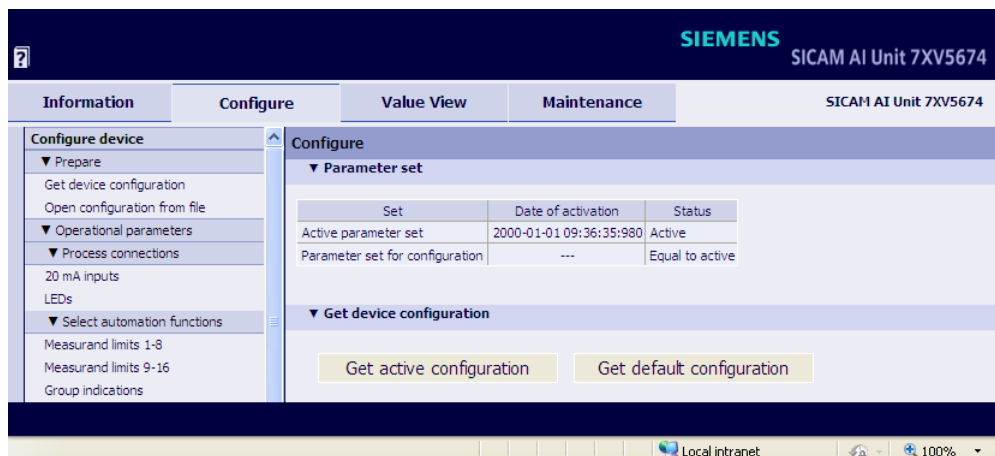 SIEMENS
SICAM AI Unit 7XV5674
?
Information Configure Value View Maintenance SICAM AI Unit 7XV5674
Configure device
▼ Prepare
Get device configuration
Open configuration from file
▼ Operational parameters
▼ Process connections
20 mA inputs
LEDs
▼ Select automation functions
Measurand limits 1-8
Measurand limits 9-16
Group indications
Configure
▼ Parameter set
Set Date of activation Status
Active parameter set 2000-01-01 09:36:35:980 Active
Parameter set for configuration --- Equal to active
▼ Get device configuration
Get active configuration Get default configuration
Local intranet 100%